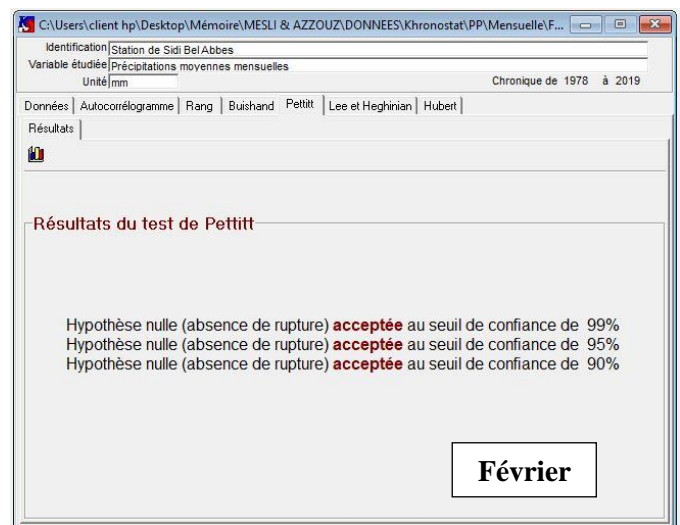 C:\Users\client hp\Desktop\Mémoire\MESLI & AZZOUZ\DONNEES\Khronostat\PP\Mensuelle\F...
Identification Station de Sidi Bel Abbes
Variable étudiée Précipitations moyennes mensuelles
Unité mm Chronique de 1978 à 2019
Données Autocorrélogramme Rang Buishand Pettitt Lee et Heghinian Hubert
Résultats
Résultats du test de Pettitt
Hypothèse nulle (absence de rupture) acceptée au seuil de confiance de 99%
Hypothèse nulle (absence de rupture) acceptée au seuil de confiance de 95%
Hypothèse nulle (absence de rupture) acceptée au seuil de confiance de 90%
Février